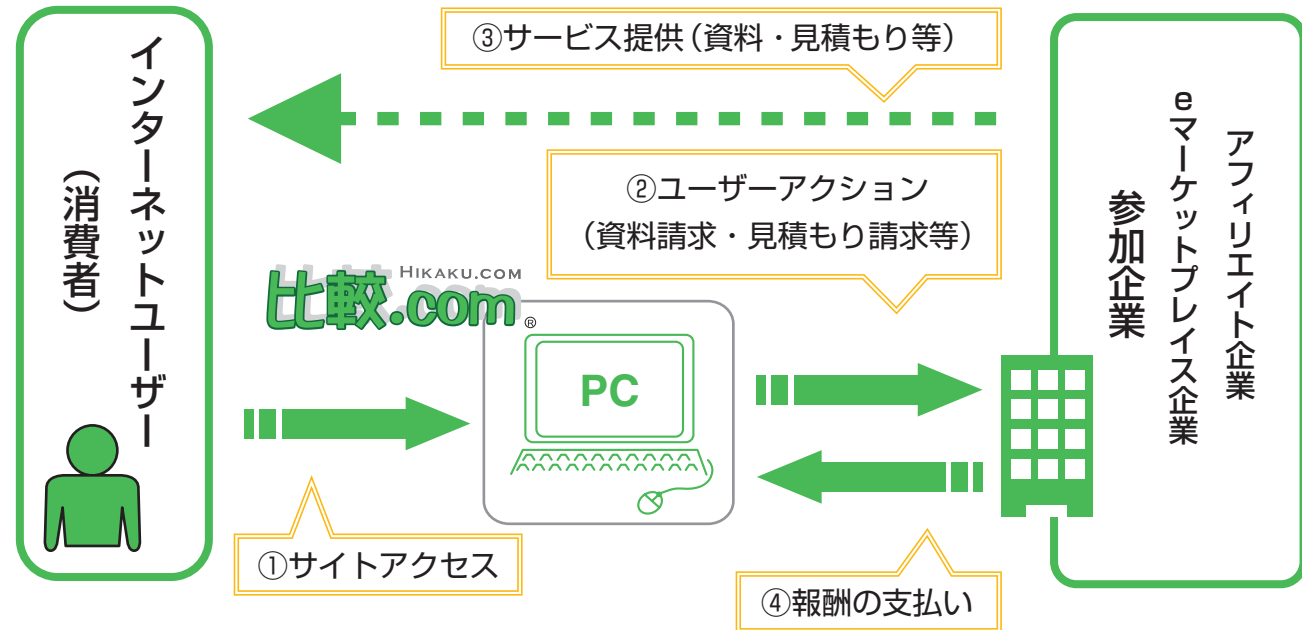 インターネットユーザー
（消費者）
③サービス提供（資料・見積もり等）
②ユーザーアクション
（資料請求・見積もり請求等）
HIKAKU.COM
比較.com
®
PC
①サイトアクセス
④報酬の支払い
アフィリエイト企業
eマーケットプレイス企業
参加企業